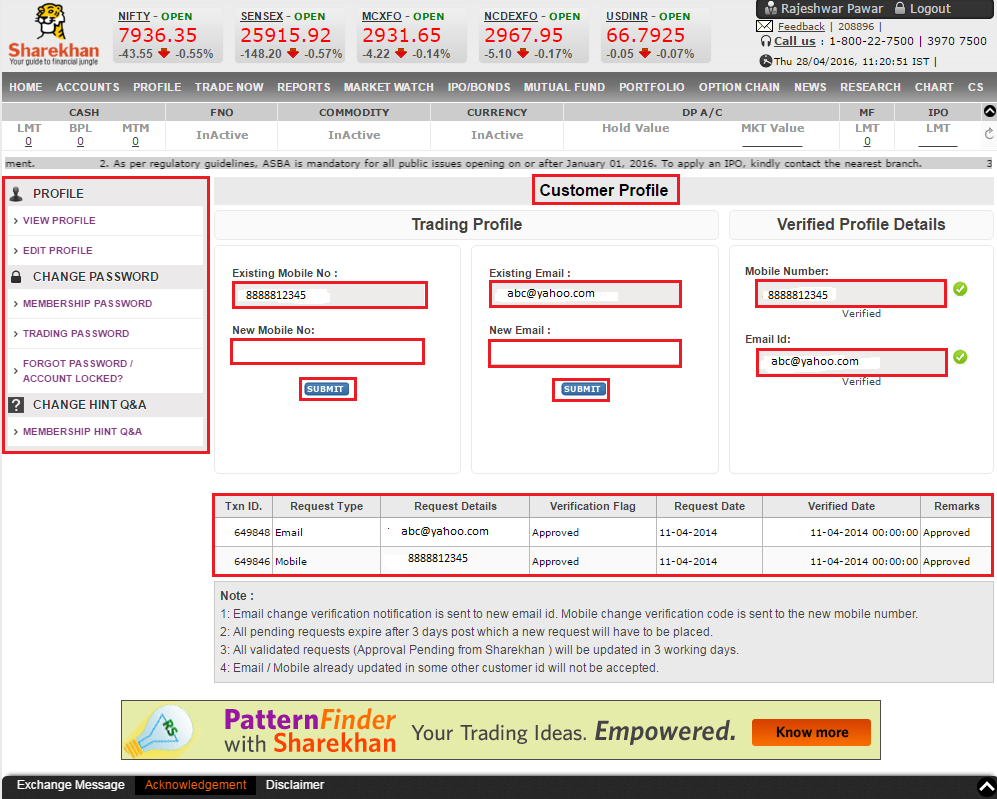 Sharekhan
Your guide to financial jungle
NIFTY - OPEN
7936.35
-43.55 -0.55%
SENSEX - OPEN
25915.92
-148.20 -0.57%
MCXFO - OPEN
2931.65
-4.22 -0.14%
NCDEXFO - OPEN
2967.95
-5.10 -0.17%
USDINR - OPEN
66.7925
-0.05 -0.07%
Rajeshwar Pawar Logout
Feedback | 208896 |
Call us : 1-800-22-7500 | 3970 7500
Thu 28/04/2016, 11:20:51 IST |
HOME ACCOUNTS PROFILE TRADE NOW REPORTS MARKET WATCH IPO/BONDS MUTUAL FUND PORTFOLIO OPTION CHAIN NEWS RESEARCH CHART CS
CASH FNO COMMODITY CURRENCY DP A/C MF IPO
LMT BPL MTM InActive InActive InActive Hold Value MKT Value LMT LMT
0 0 0 0
ment. 2. As per regulatory guidelines, ASBA is mandatory for all public issues opening on or after January 01, 2016. To apply an IPO, kindly contact the nearest branch. 3
PROFILE
VIEW PROFILE
EDIT PROFILE
CHANGE PASSWORD
MEMBERSHIP PASSWORD
TRADING PASSWORD
FORGOT PASSWORD /
ACCOUNT LOCKED?
CHANGE HINT Q&A
MEMBERSHIP HINT Q&A
Customer Profile
Trading Profile
Existing Mobile No :
8888812345
New Mobile No:
SUBMIT
Existing Email :
abc@yahoo.com
New Email :
SUBMIT
Verified Profile Details
Mobile Number:
8888812345
Verified
Email Id:
abc@yahoo.com
Verified
Txn ID. Request Type Request Details Verification Flag Request Date Verified Date Remarks
649848 Email abc@yahoo.com Approved 11-04-2014 11-04-2014 00:00:00 Approved
649846 Mobile 8888812345 Approved 11-04-2014 11-04-2014 00:00:00 Approved
Note :
1: Email change verification notification is sent to new email id. Mobile change verification code is sent to the new mobile number.
2: All pending requests expire after 3 days post which a new request will have to be placed.
3: All validated requests (Approval Pending from Sharekhan ) will be updated in 3 working days.
4: Email / Mobile already updated in some other customer id will not be accepted.
RS
PatternFinder
with Sharekhan
Your Trading Ideas. Empowered.
Know more
Exchange Message Acknowledgement Disclaimer